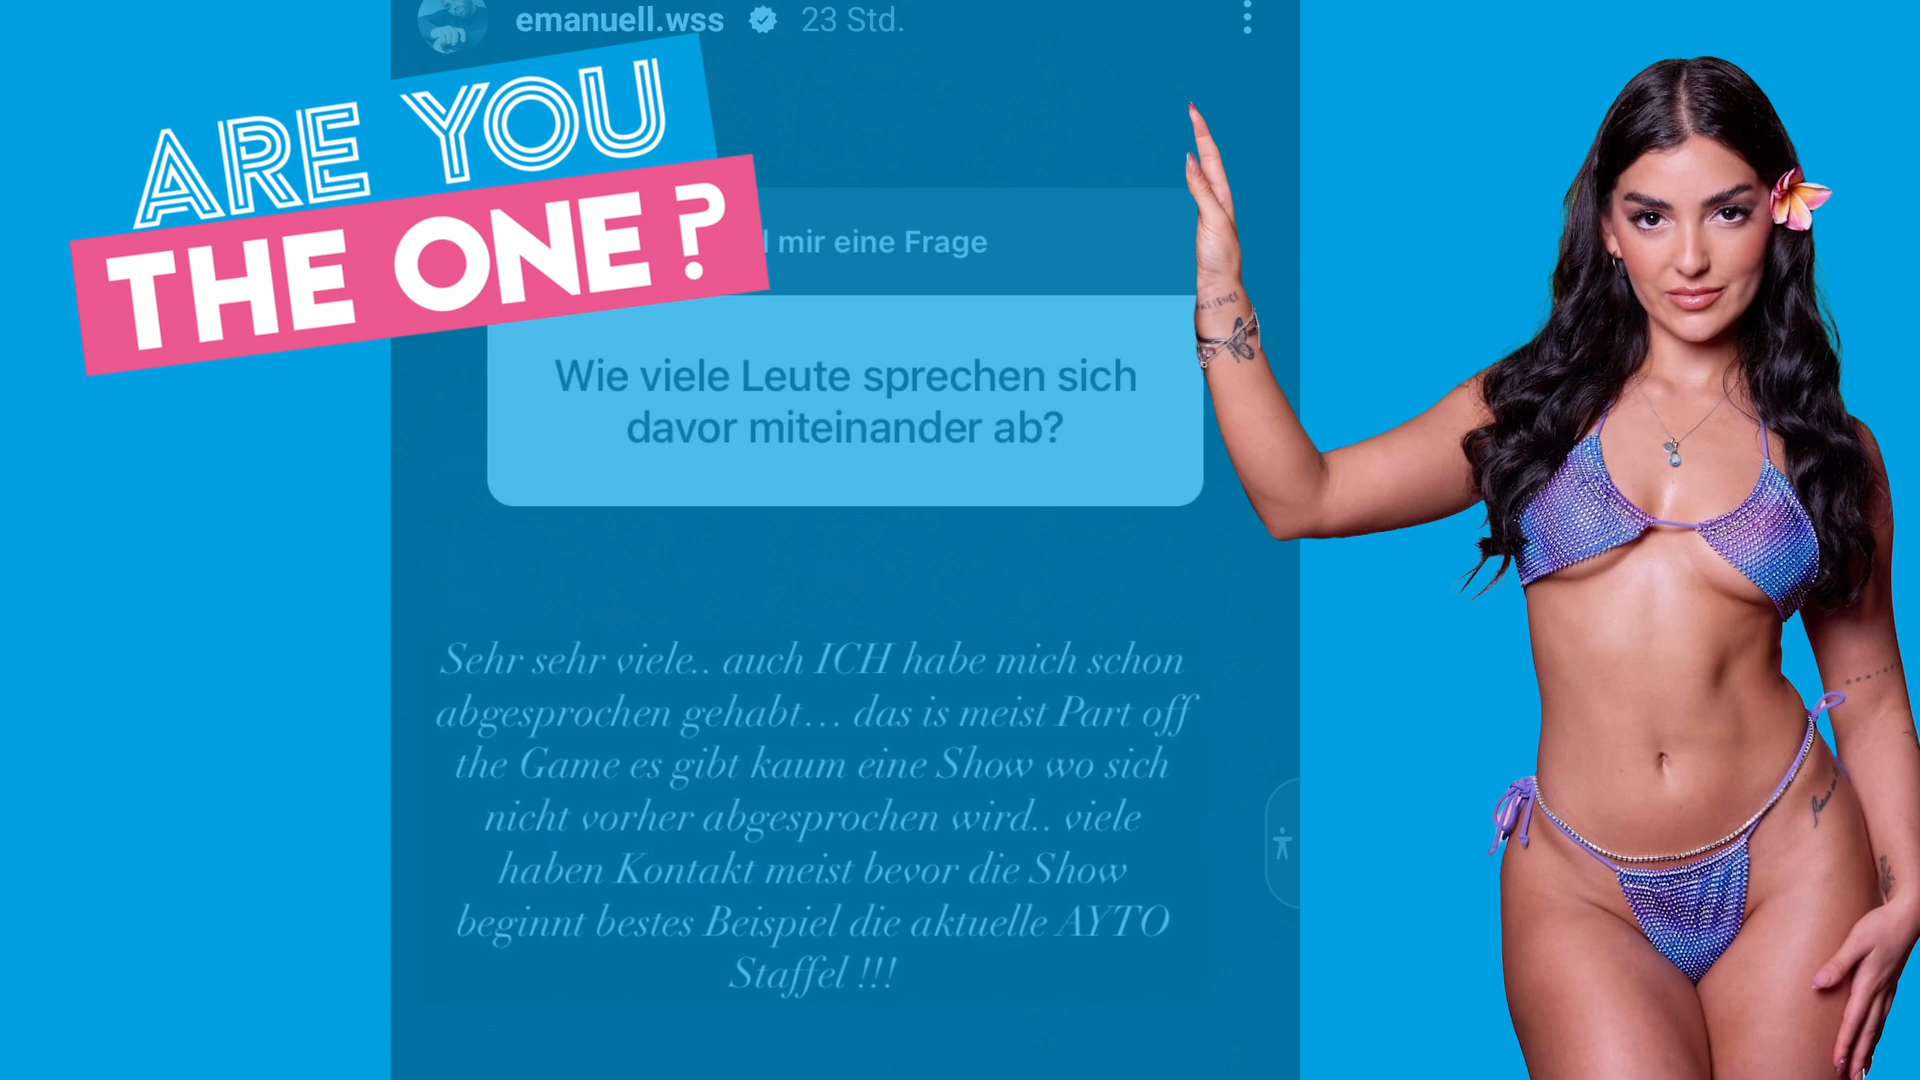 emanuell.wss 23 Std.
ARE YOU
THE ONE?
mir eine Frage
Wie viele Leute sprechen sich
davor miteinander ab?
Sehr sehr viele.. auch ICH habe mich schon
abgesprochen gehabt... das is meist Part off
the Game es gibt kaum eine Show wo sich
nicht vorher abgesprochen wird.. viele
haben Kontakt meist bevor die Show
beginnt bestes Beispiel die aktuelle AYTO
Staffel !!!